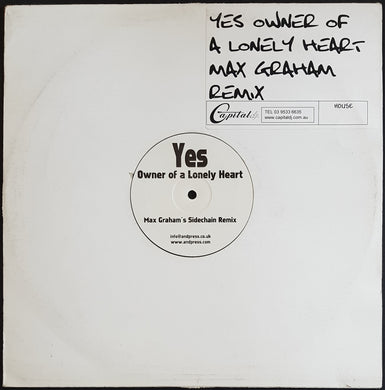 YES OWNER OF
A LONELY HEART
MAX GRAHAM
REMIX
Capital dj
TEL 03 9533 6635
www.capitaldj.com.au
HOUSE
Yes
Owner of a Lonely Heart
Max Graham's Sidechain Remix
info@andpress.co.uk
www.andpress.com